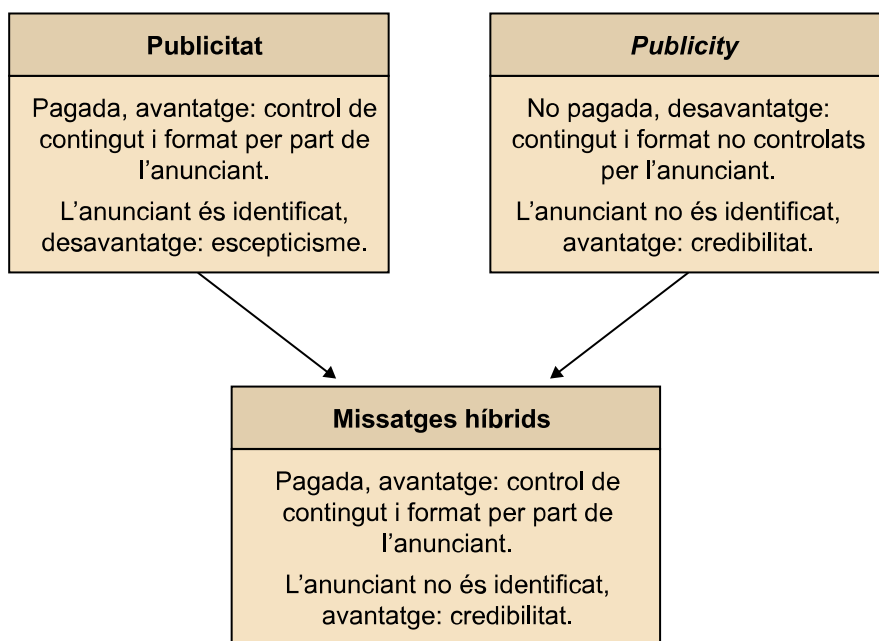 Publicitat
Pagada, avantatge: control de
contingut i format per part de
l’anunciant.
L’anunciant és identificat,
desavantatge: escepticisme.
Publicity
No pagada, desavantatge:
contingut i format no controlats
per l’anunciant.
L’anunciant no és identificat,
avantatge: credibilitat.
Missatges híbrids
Pagada, avantatge: control de
contingut i format per part de
l’anunciant.
L’anunciant no és identificat,
avantatge: credibilitat.